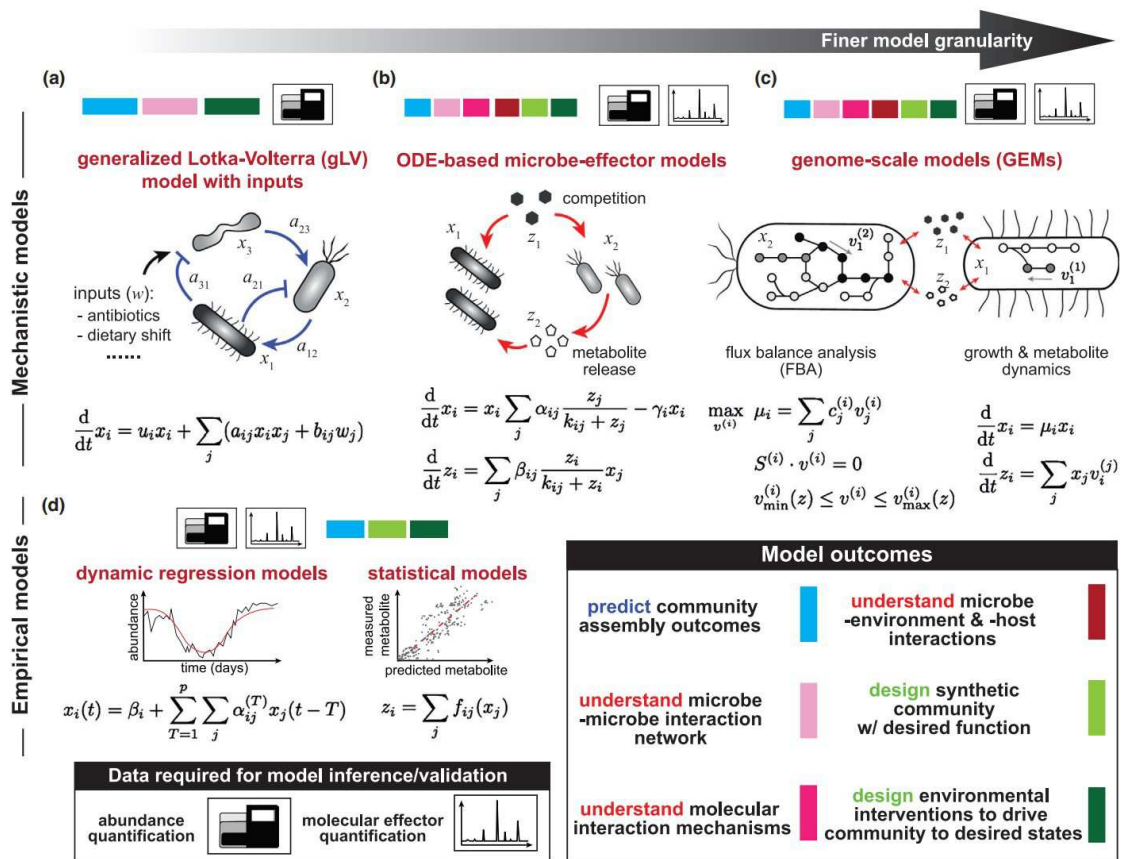 Finer model granularity
(a)
(b)
(c)
Mechanistic models
generalized Lotka-Volterra (gLV)
model with inputs
a₂₃
x₃
a₃₁
a₂₁
x₂
inputs (w):
- antibiotics
- dietary shift
......
x₁
a₁₂
d/dt xᵢ = uᵢxᵢ + ∑ⱼ (aᵢⱼxᵢxⱼ + bᵢⱼwⱼ)
ODE-based microbe-effector models
competition
x₁
z₁
x₂
z₂
metabolite
release
d/dt xᵢ = xᵢ ∑ⱼ αᵢⱼ zⱼ/(kᵢⱼ + zⱼ) − γᵢxᵢ
d/dt zᵢ = ∑ⱼ βᵢⱼ zᵢ/(kᵢⱼ + zᵢ) xⱼ
genome-scale models (GEMs)
x₂
v₁⁽²⁾
z₁
x₁
z₂
v₁⁽¹⁾
flux balance analysis
(FBA)
max v⁽ⁱ⁾ μᵢ = ∑ⱼ cⱼ⁽ⁱ⁾vⱼ⁽ⁱ⁾
S⁽ⁱ⁾ · v⁽ⁱ⁾ = 0
v⁽ⁱ⁾min(z) ≤ v⁽ⁱ⁾ ≤ v⁽ⁱ⁾max(z)
growth & metabolite
dynamics
d/dt xᵢ = μᵢxᵢ
d/dt zᵢ = ∑ⱼ xⱼvᵢ⁽ʲ⁾
Empirical models
(d)
dynamic regression models
abundance
time (days)
xᵢ(t) = βᵢ + ∑ᵖ_T=1 ∑ⱼ αᵢⱼ⁽ᵀ⁾xⱼ(t − T)
statistical models
measured
metabolite
predicted metabolite
zᵢ = ∑ⱼ fᵢⱼ(xⱼ)
Data required for model inference/validation
abundance
quantification
molecular effector
quantification
Model outcomes
predict community
assembly outcomes
understand microbe
-environment & -host
interactions
understand microbe
-microbe interaction
network
design synthetic
community
w/ desired function
understand molecular
interaction mechanisms
design environmental
interventions to drive
community to desired states